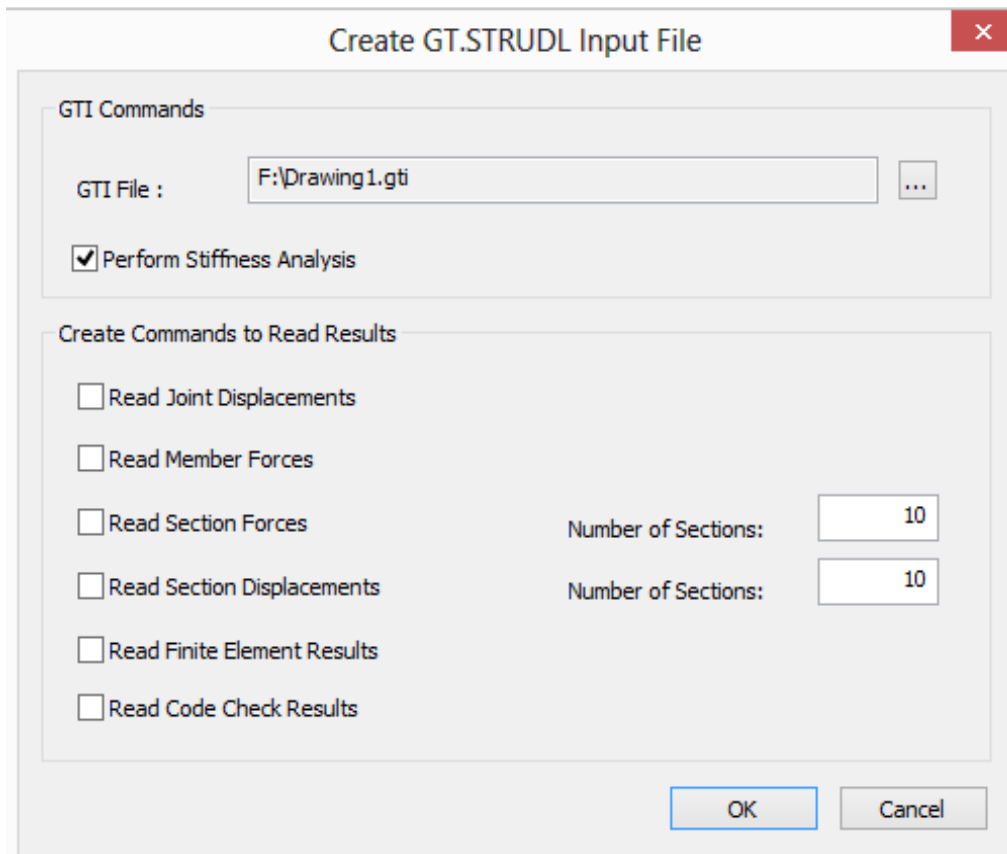 Create GT.STRUDL Input File
GTI Commands
GTI File :
F:\Drawing1.gti
...
Perform Stiffness Analysis
Create Commands to Read Results
Read Joint Displacements
Read Member Forces
Read Section Forces Number of Sections: 10
Read Section Displacements Number of Sections: 10
Read Finite Element Results
Read Code Check Results
OK Cancel